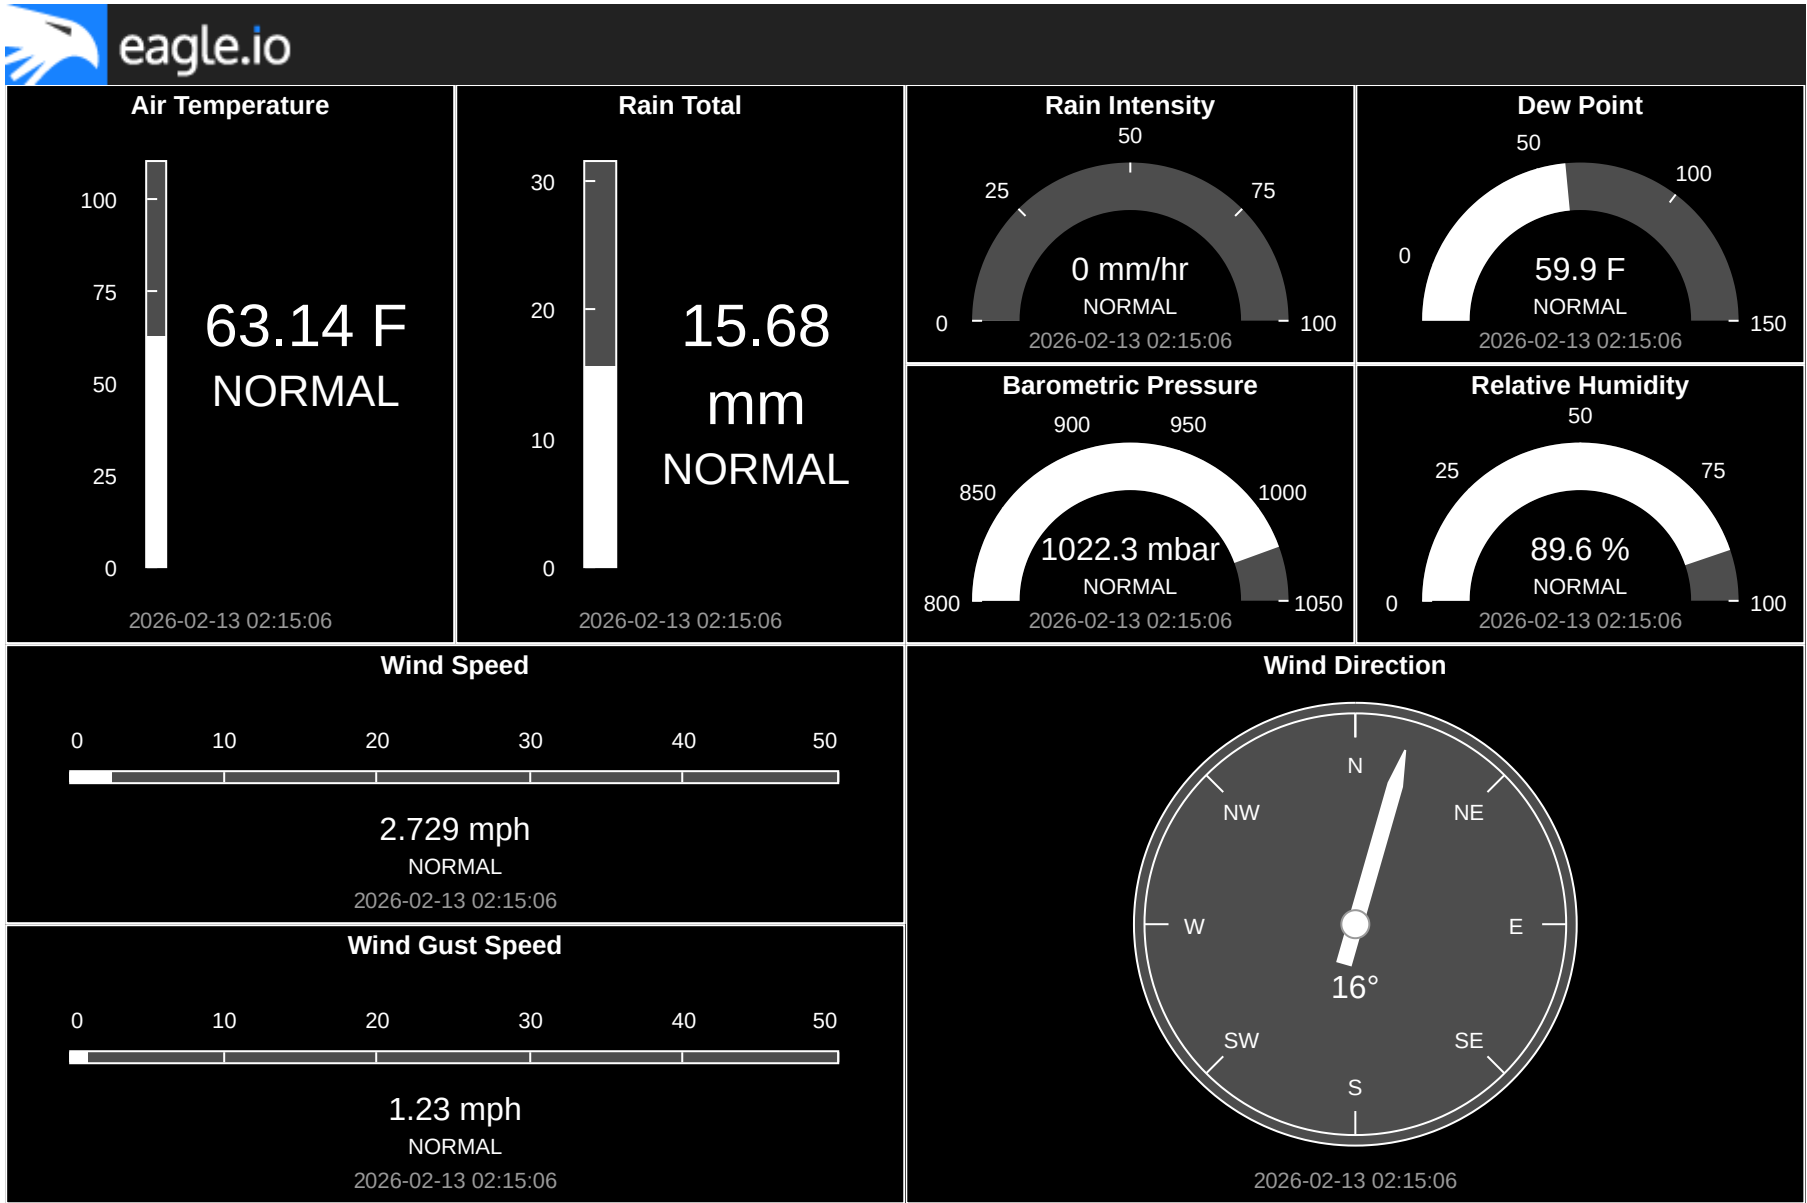 eagle.io
Air Temperature
100
75
50
25
0
63.14 F
NORMAL
2026-02-13 02:15:06
Rain Total
30
20
10
0
15.68
mm
NORMAL
2026-02-13 02:15:06
Rain Intensity
0
25
50
75
100
0 mm/hr
NORMAL
2026-02-13 02:15:06
Dew Point
0
50
100
150
59.9 F
NORMAL
2026-02-13 02:15:06
Barometric Pressure
800
850
900
950
1000
1050
1022.3 mbar
NORMAL
2026-02-13 02:15:06
Relative Humidity
0
25
50
75
100
89.6 %
NORMAL
2026-02-13 02:15:06
Wind Speed
0 10 20 30 40 50
2.729 mph
NORMAL
2026-02-13 02:15:06
Wind Gust Speed
0 10 20 30 40 50
1.23 mph
NORMAL
2026-02-13 02:15:06
Wind Direction
N
NW NE
W E
16°
SW SE
S
2026-02-13 02:15:06